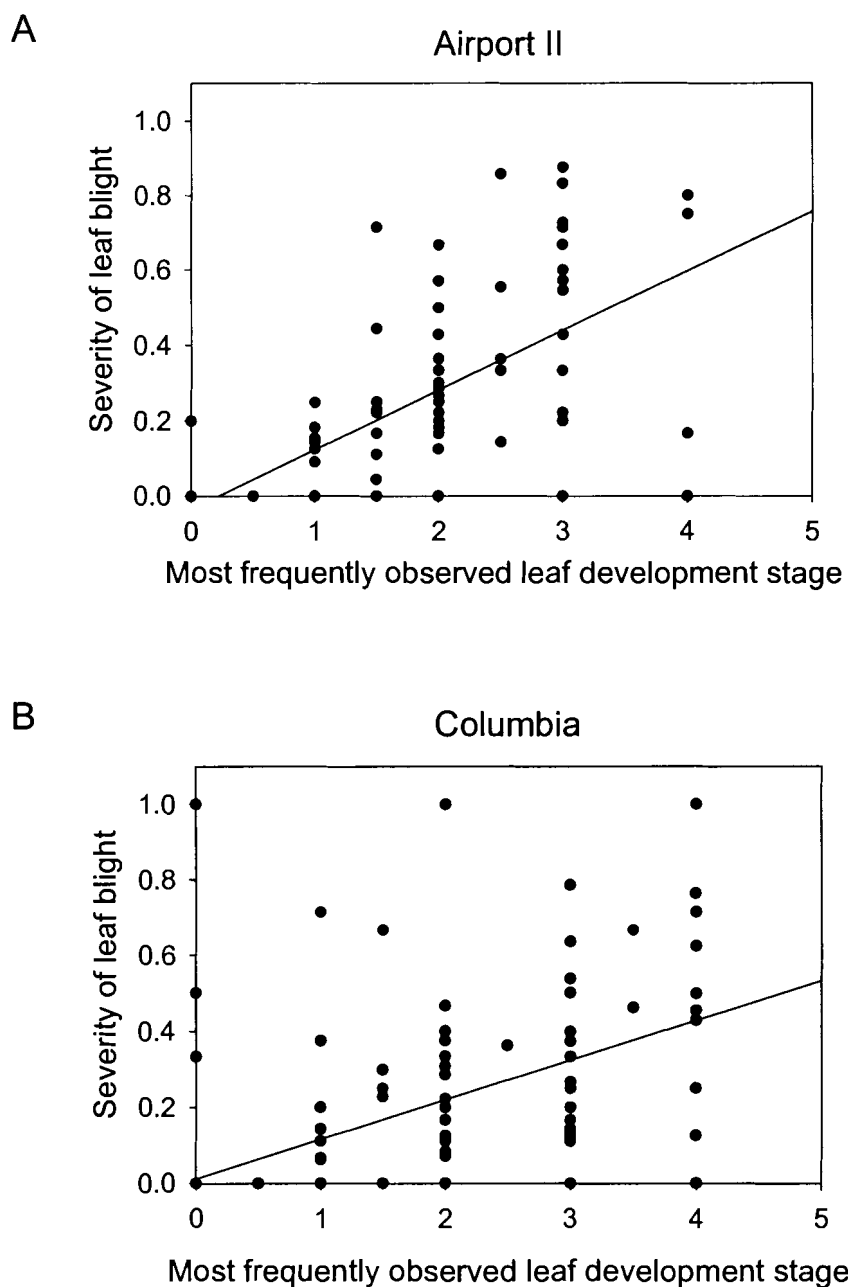 A
Airport II
Severity of leaf blight
1.0
0.8
0.6
0.4
0.2
0.0
0 1 2 3 4 5
Most frequently observed leaf development stage
B
Columbia
Severity of leaf blight
1.0
0.8
0.6
0.4
0.2
0.0
0 1 2 3 4 5
Most frequently observed leaf development stage